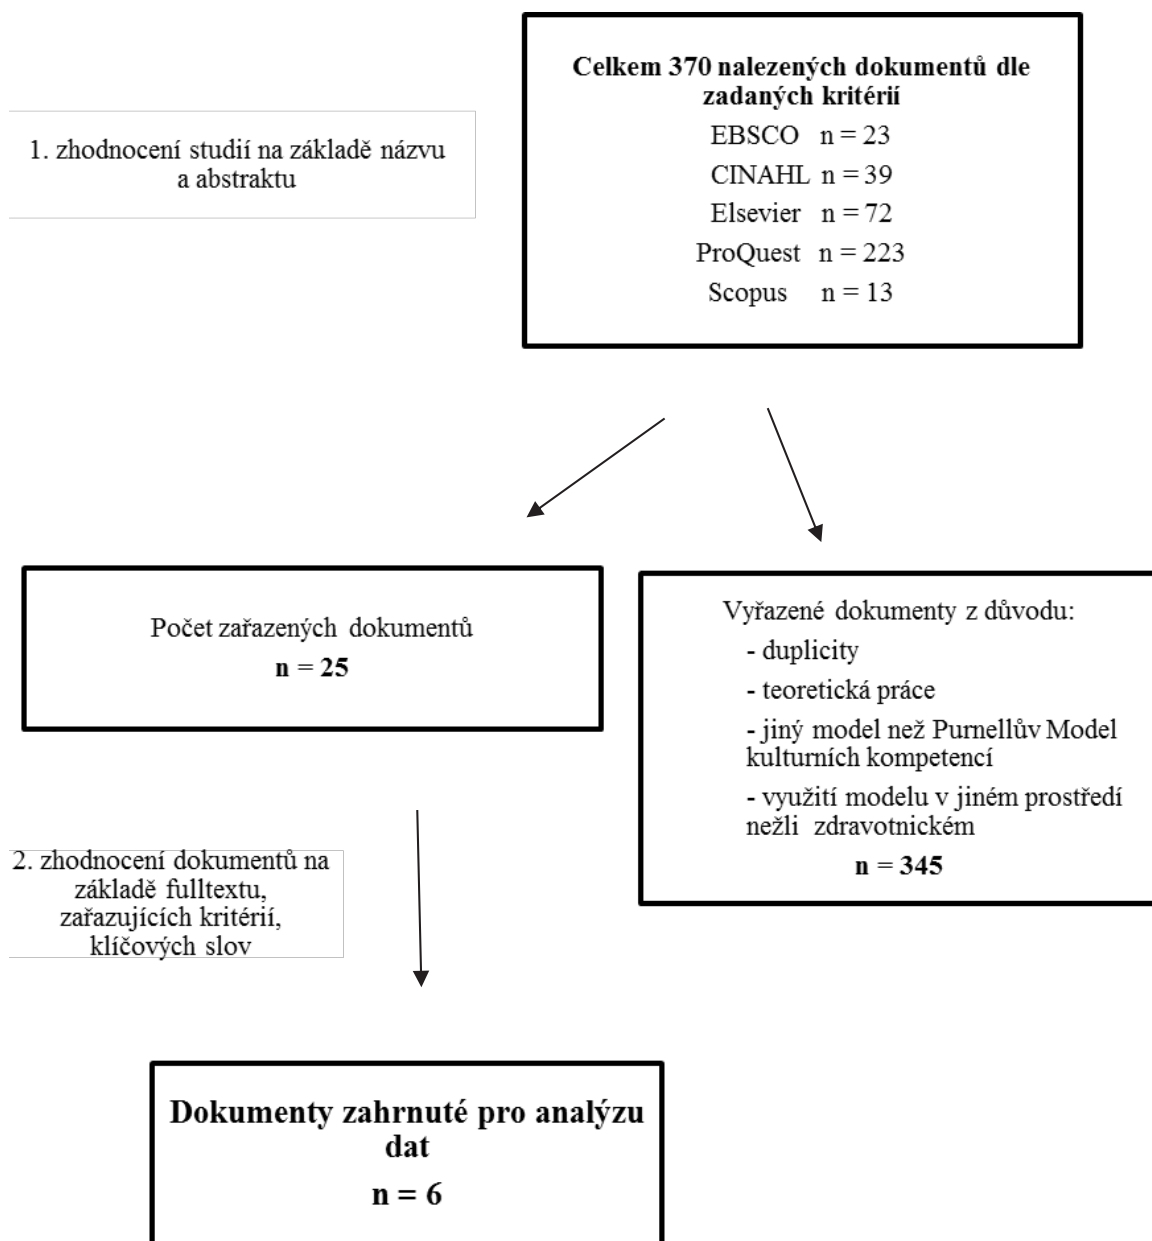 Celkem 370 nalezených dokumentů dle
zadaných kritérií
EBSCO n = 23
CINAHL n = 39
Elsevier n = 72
ProQuest n = 223
Scopus n = 13
1. zhodnocení studií na základě názvu
a abstraktu
Počet zařazených dokumentů
n = 25
Vyřazené dokumenty z důvodu:
- duplicity
- teoretická práce
- jiný model než Purnellův Model
kulturních kompetencí
- využití modelu v jiném prostředí
nežli zdravotnickém
n = 345
2. zhodnocení dokumentů na
základě fulltextu,
zařazujících kritérií,
klíčových slov
Dokumenty zahrnuté pro analýzu
dat
n = 6